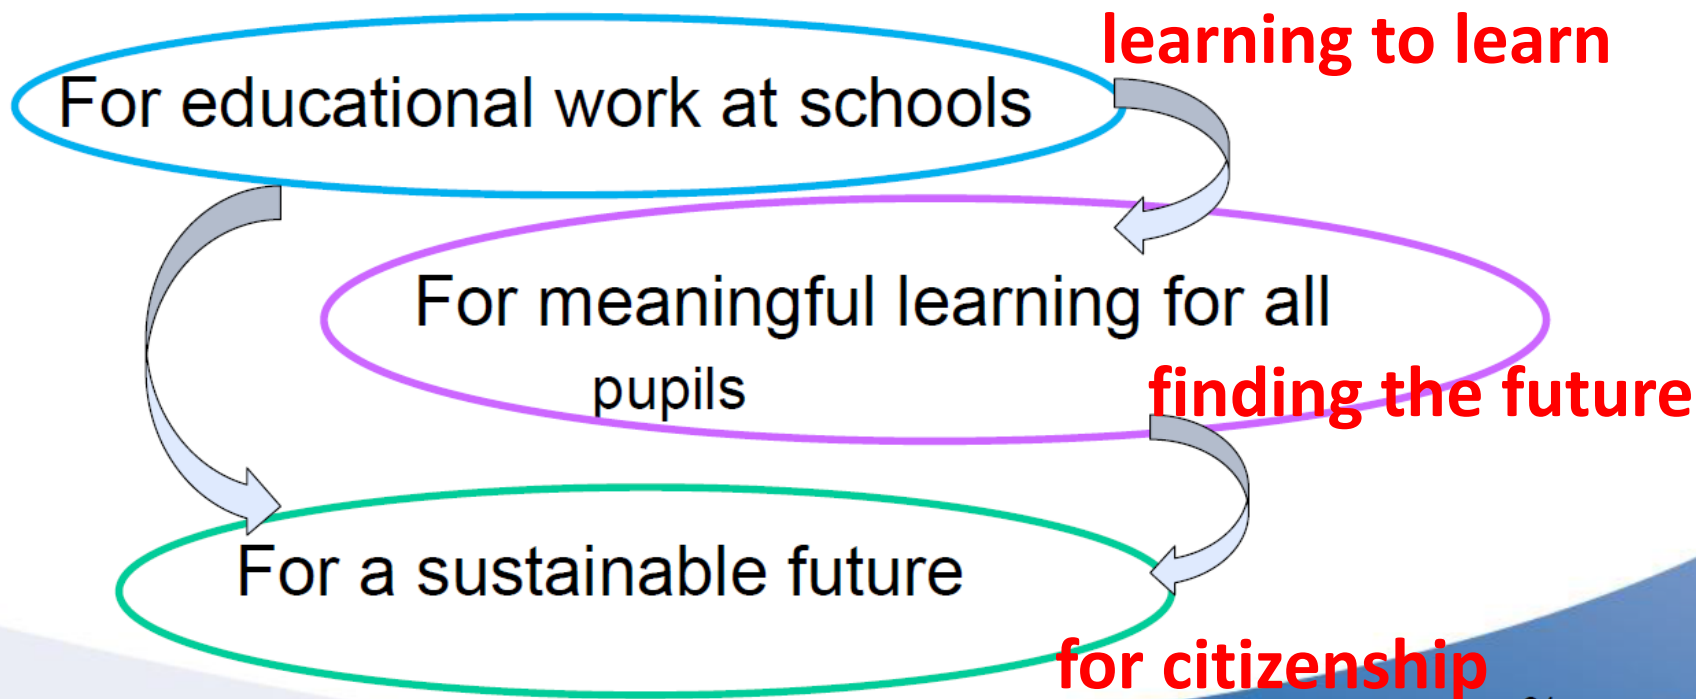 learning to learn
For educational work at schools
For meaningful learning for all
pupils
finding the future
For a sustainable future
for citizenship